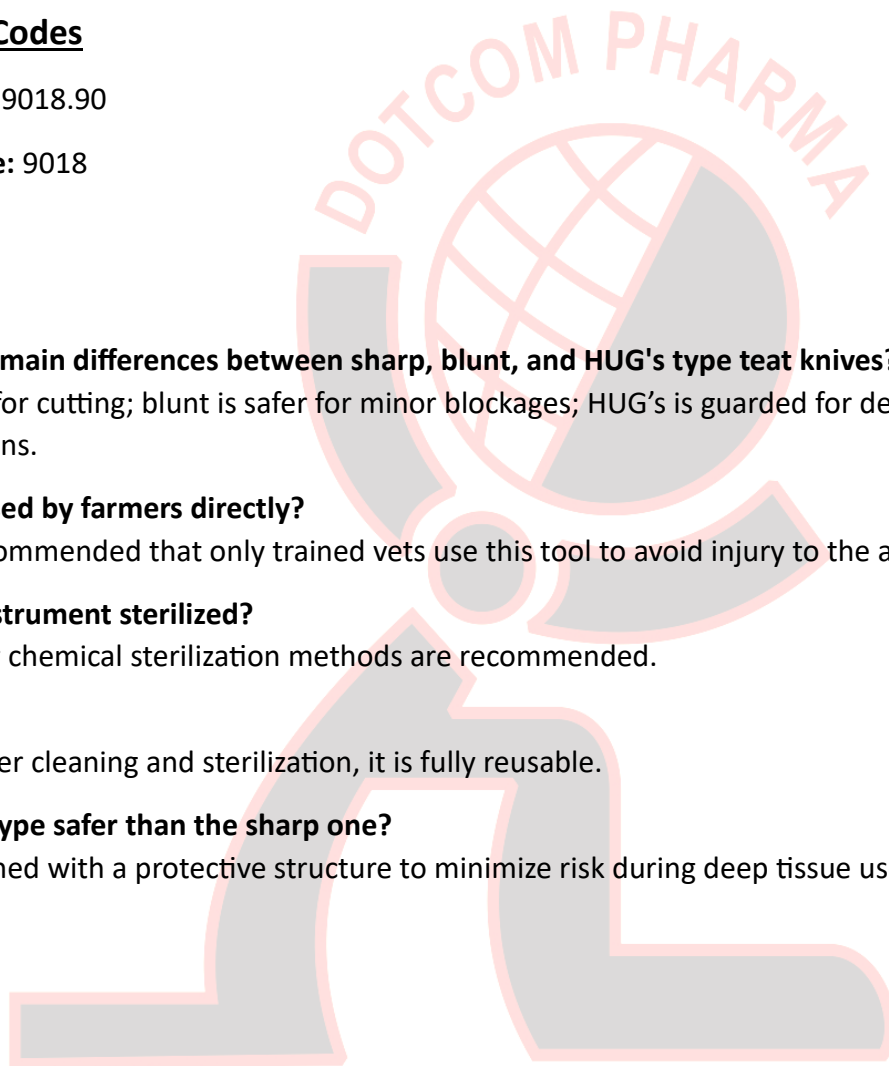 Codes
9018.90
e: 9018
DOTCOM PHARMA
main differences between sharp, blunt, and HUG's type teat knives?
for cutting; blunt is safer for minor blockages; HUG’s is guarded for de
ns.
ed by farmers directly?
ommended that only trained vets use this tool to avoid injury to the a
strument sterilized?
chemical sterilization methods are recommended.
er cleaning and sterilization, it is fully reusable.
ype safer than the sharp one?
ned with a protective structure to minimize risk during deep tissue us